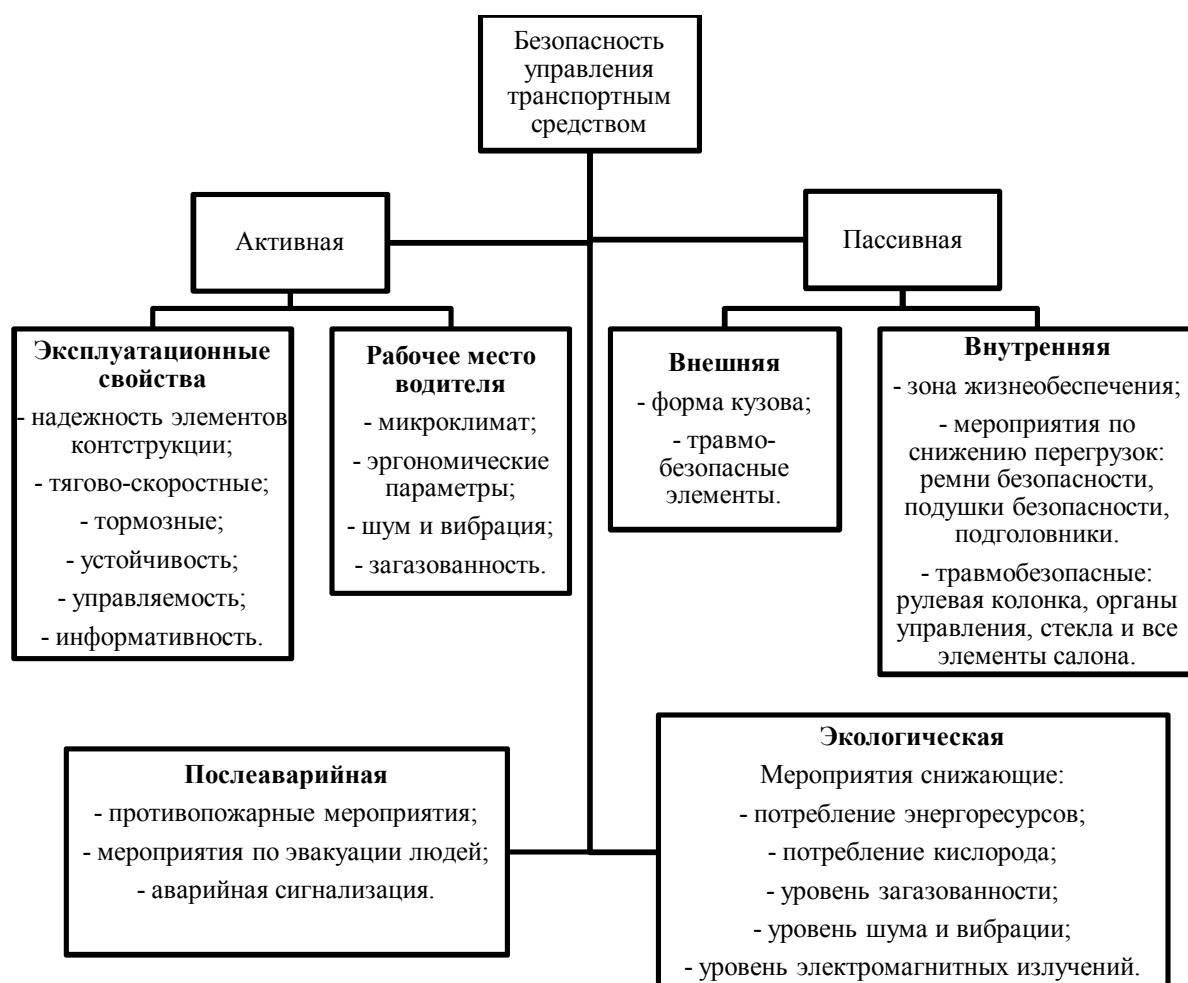 Безопасность
управления
транспортным
средством
Активная
Пассивная
Эксплуатационные
свойства
- надежность элементов
контструкции;
- тягово-скоростные;
- тормозные;
- устойчивость;
- управляемость;
- информативность.
Рабочее место
водителя
- микроклимат;
- эргономические
параметры;
- шум и вибрация;
- загазованность.
Внешняя
- форма кузова;
- травмо-
безопасные
элементы.
Внутренняя
- зона жизнеобеспечения;
- мероприятия по
снижению перегрузок:
ремни безопасности,
подушки безопасности,
подголовники.
- травмобезопасные:
рулевая колонка, органы
управления, стекла и все
элементы салона.
Послеаварийная
- противопожарные мероприятия;
- мероприятия по эвакуации людей;
- аварийная сигнализация.
Экологическая
Мероприятия снижающие:
- потребление энергоресурсов;
- потребление кислорода;
- уровень загазованности;
- уровень шума и вибрации;
- уровень электромагнитных излучений.